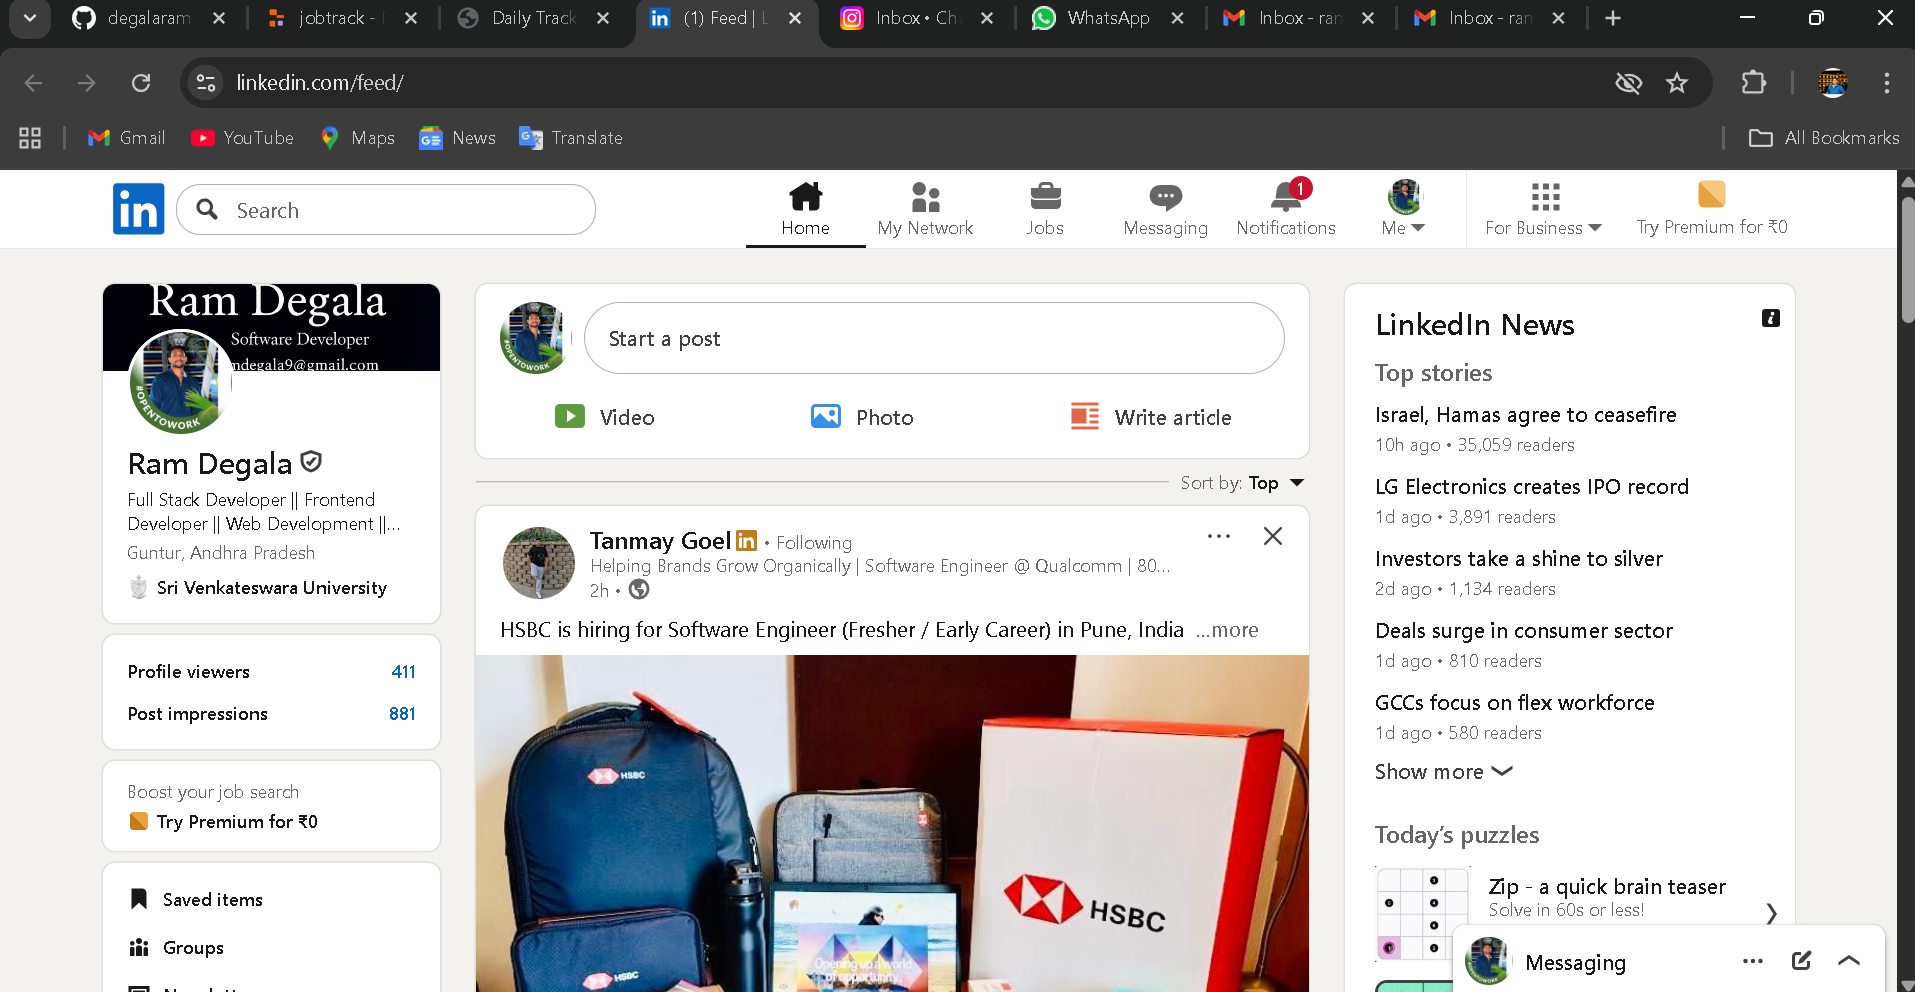 degalaram
jobtrack -
Daily Track
(1) Feed | L
Inbox • Ch
WhatsApp
Inbox - ran
Inbox - ran
linkedin.com/feed/
Gmail
YouTube
Maps
News
Translate
All Bookmarks
in
Search
Home
My Network
Jobs
Messaging
1
Notifications
Me
For Business
Try Premium for ₹0
Ram Degala
Software Developer
mdegala9@gmail.com
#OPENTOWORK
Ram Degala
Full Stack Developer || Frontend
Developer || Web Development ||...
Guntur, Andhra Pradesh
Sri Venkateswara University
Profile viewers 411
Post impressions 881
Boost your job search
Try Premium for ₹0
Saved items
Groups
#OPENTOWORK
Start a post
Video
Photo
Write article
Sort by: Top
Tanmay Goel in • Following
Helping Brands Grow Organically | Software Engineer @ Qualcomm | 80...
2h •
HSBC is hiring for Software Engineer (Fresher / Early Career) in Pune, India ...more
HSBC
HSBC
HSBC
Opening up a world
of opportunity
LinkedIn News
Top stories
Israel, Hamas agree to ceasefire
10h ago • 35,059 readers
LG Electronics creates IPO record
1d ago • 3,891 readers
Investors take a shine to silver
2d ago • 1,134 readers
Deals surge in consumer sector
1d ago • 810 readers
GCCs focus on flex workforce
1d ago • 580 readers
Show more
Today's puzzles
Zip - a quick brain teaser
Solve in 60s or less!
Messaging